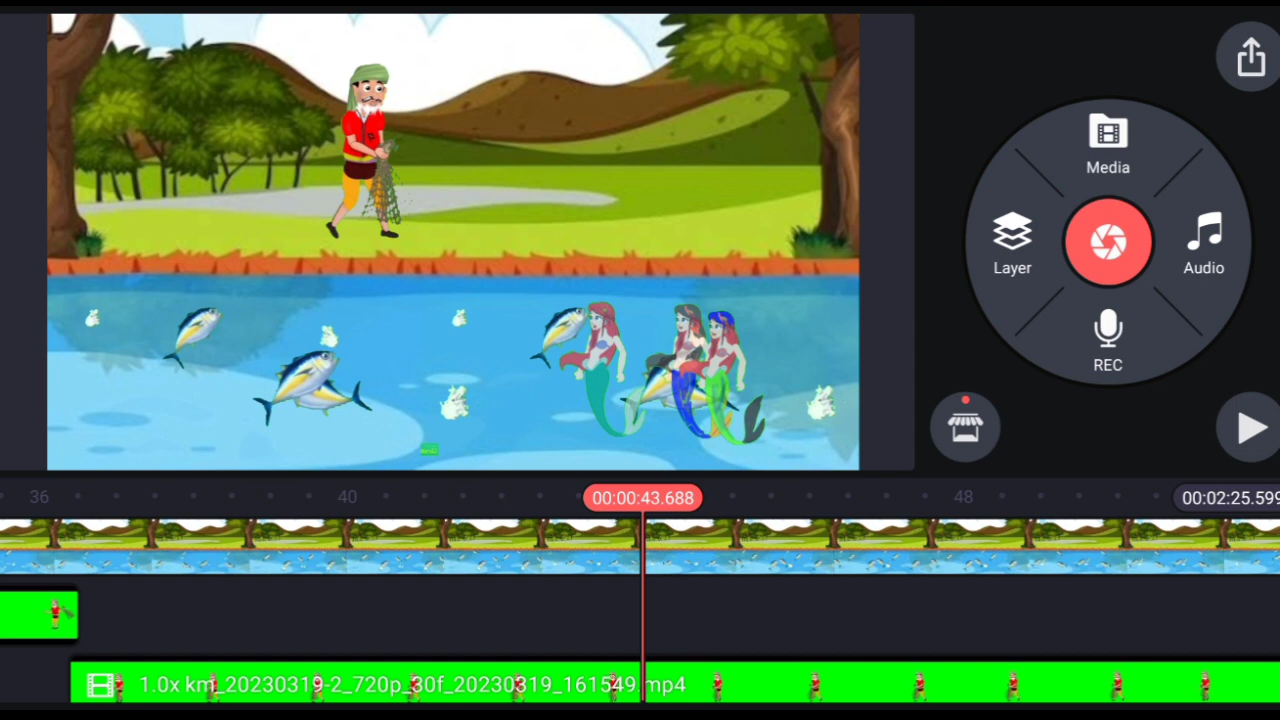 Media
Layer
Audio
REC
36
40
00:00:43.688
48
00:02:25.599
1.0x km_20230319-2_720p_30f_20230319_161549.mp4